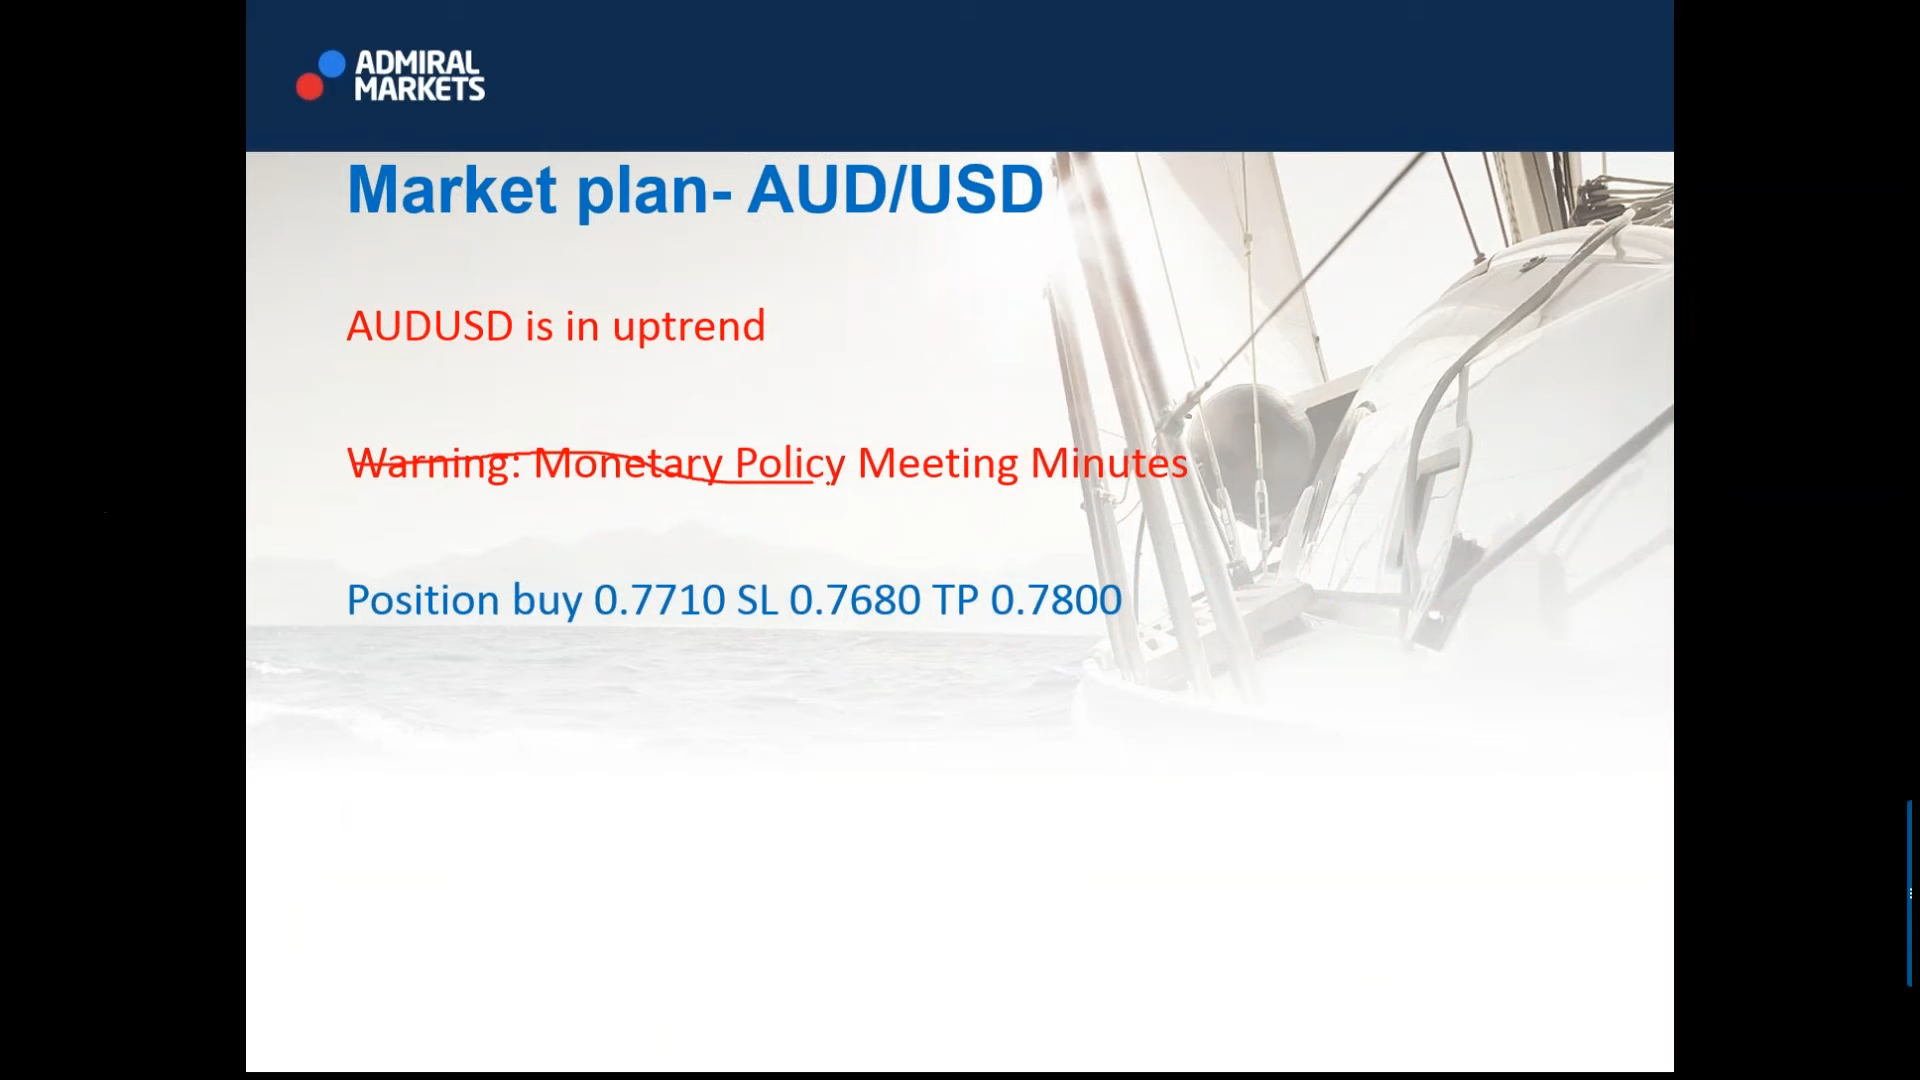 ADMIRAL
MARKETS
Market plan- AUD/USD
AUDUSD is in uptrend
Warning: Monetary Policy Meeting Minutes
Position buy 0.7710 SL 0.7680 TP 0.7800